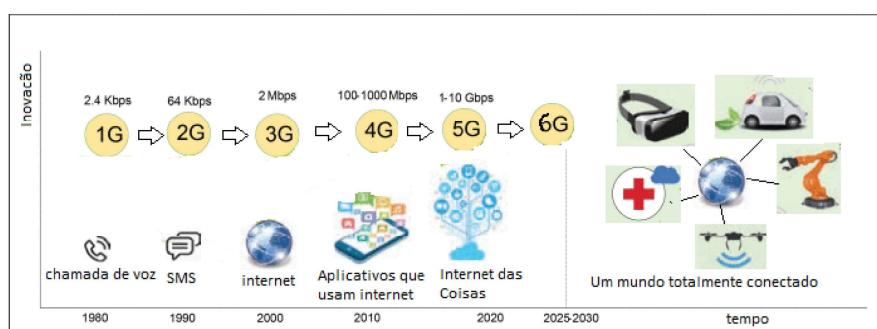 Inovação
2.4 Kbps
64 Kbps
2 Mbps
100-1000 Mbps
1-10 Gbps
1G
2G
3G
4G
5G
6G
chamada de voz
SMS
internet
Aplicativos que
usam internet
Internet das
Coisas
Um mundo totalmente conectado
1980
1990
2000
2010
2020
2025-2030
tempo